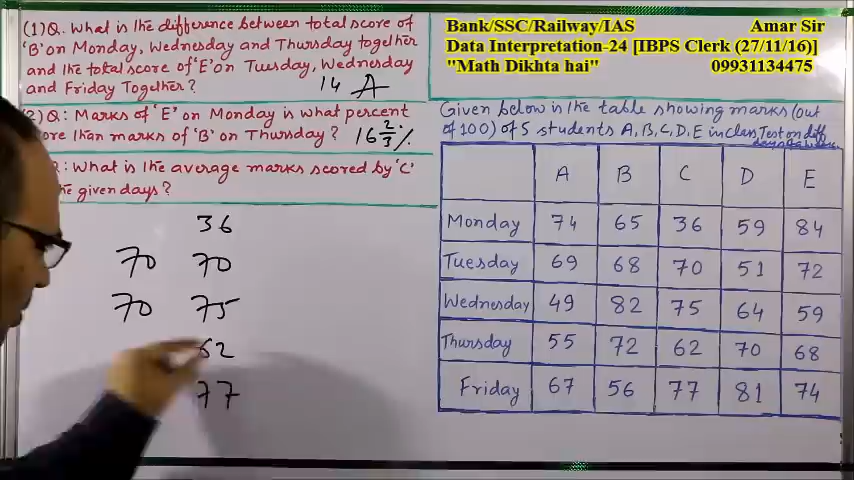 (1)Q. What is the difference between total score of
'B' on Monday, Wednesday and Thursday together
and the total score of 'E' on Tuesday, Wednesday
and Friday Together? 14 A
2)Q: Marks of 'E' on Monday is what percent
ore than marks of 'B' on Thursday? 16 2/3 %
: What is the average marks scored by 'C'
the given days?
36
70 70
70 75
62
77
Bank/SSC/Railway/IAS Amar Sir
Data Interpretation-24 [IBPS Clerk (27/11/16)]
"Math Dikhta hai" 09931134475
Given below is the table showing marks (out
of 100) of 5 students A, B, C, D, E in class Test on diff
days of a week.
A B C D E
Monday 74 65 36 59 84
Tuesday 69 68 70 51 72
Wednesday 49 82 75 64 59
Thursday 55 72 62 70 68
Friday 67 56 77 81 74